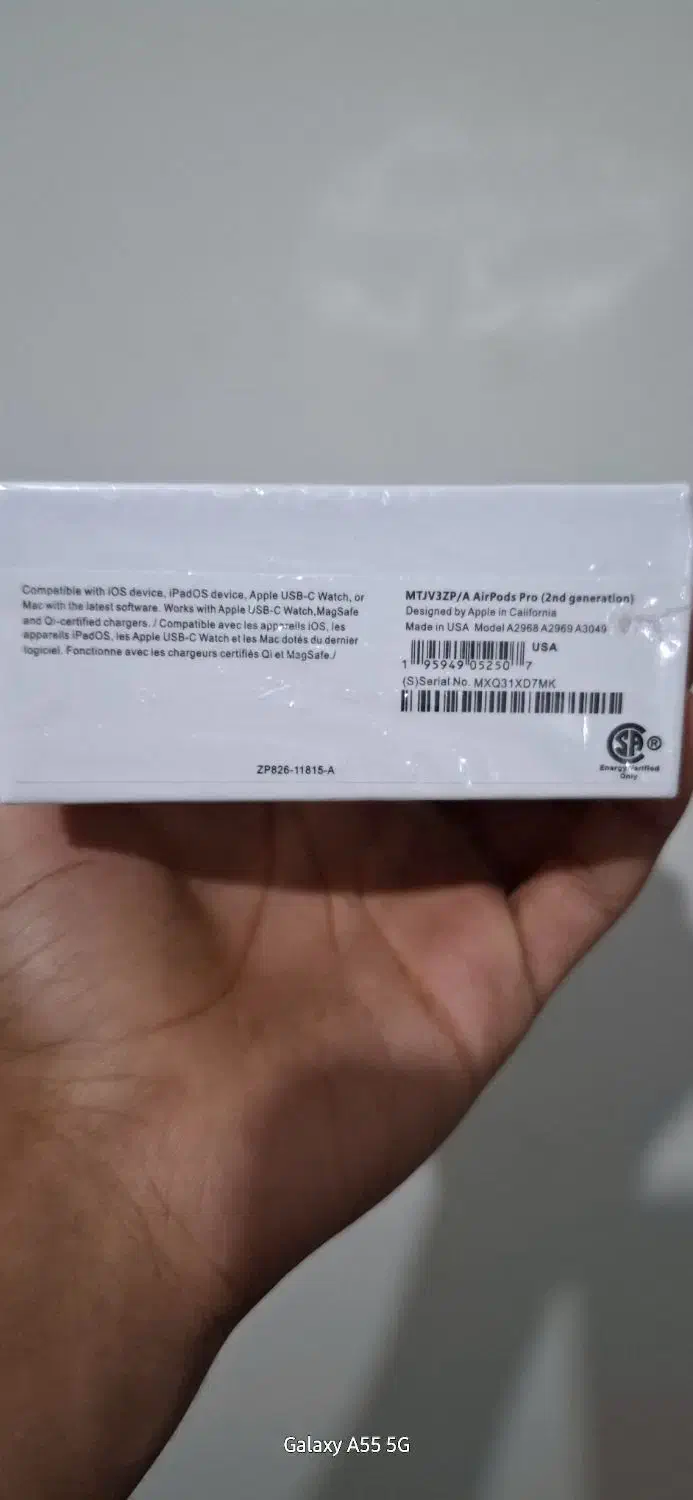 Compatible with iOS device, iPadOS device, Apple USB-C Watch, or
Mac with the latest software. Works with Apple USB-C Watch,MagSafe
and Qi-certified chargers. / Compatible avec les appareils iOS, les
appareils iPadOS, les Apple USB-C Watch et les Mac dotés du dernier
logiciel. Fonctionne avec les chargeurs certifiés Qi et MagSafe./
ZP826-11815-A
MTJV3ZP/A AirPods Pro (2nd generation)
Designed by Apple in California
Made in USA Model A2968 A2969 A3049
USA
1 95949 05250 7
(S)Serial No. MXQ31XD7MK
SA ®
Energy Verified
Only
Galaxy A55 5G